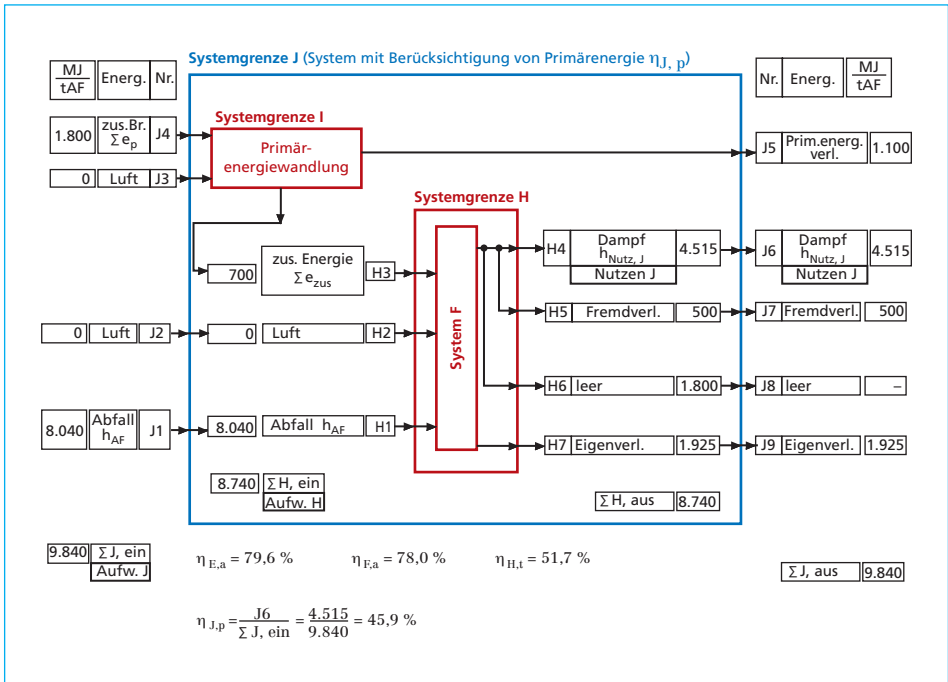 Systemgrenze J (System mit Berücksichtigung von Primärenergie η J, p)
MJ
tAF
Energ.
Nr.
Nr.
Energ.
MJ
tAF
Systemgrenze I
1.800
zus.Br.
Σ ep
J4
Primär-
energiewandlung
J5
Prim.energ.
verl.
1.100
0
Luft
J3
Systemgrenze H
700
zus. Energie
Σ ezus
H3
H4
Dampf
hNutz, J
Nutzen J
4.515
J6
Dampf
hNutz, J
Nutzen J
4.515
H5
Fremdverl.
500
J7
Fremdverl.
500
0
Luft
J2
0
Luft
H2
System F
H6
leer
1.800
J8
leer
–
8.040
Abfall
hAF
J1
8.040
Abfall hAF
H1
H7
Eigenverl.
1.925
J9
Eigenverl.
1.925
8.740
Σ H, ein
Aufw. H
Σ H, aus
8.740
9.840
Σ J, ein
Aufw. J
η E,a = 79,6 %
η F,a = 78,0 %
η H,t = 51,7 %
Σ J, aus
9.840
η J,p = J6 / Σ J, ein = 4.515 / 9.840 = 45,9 %